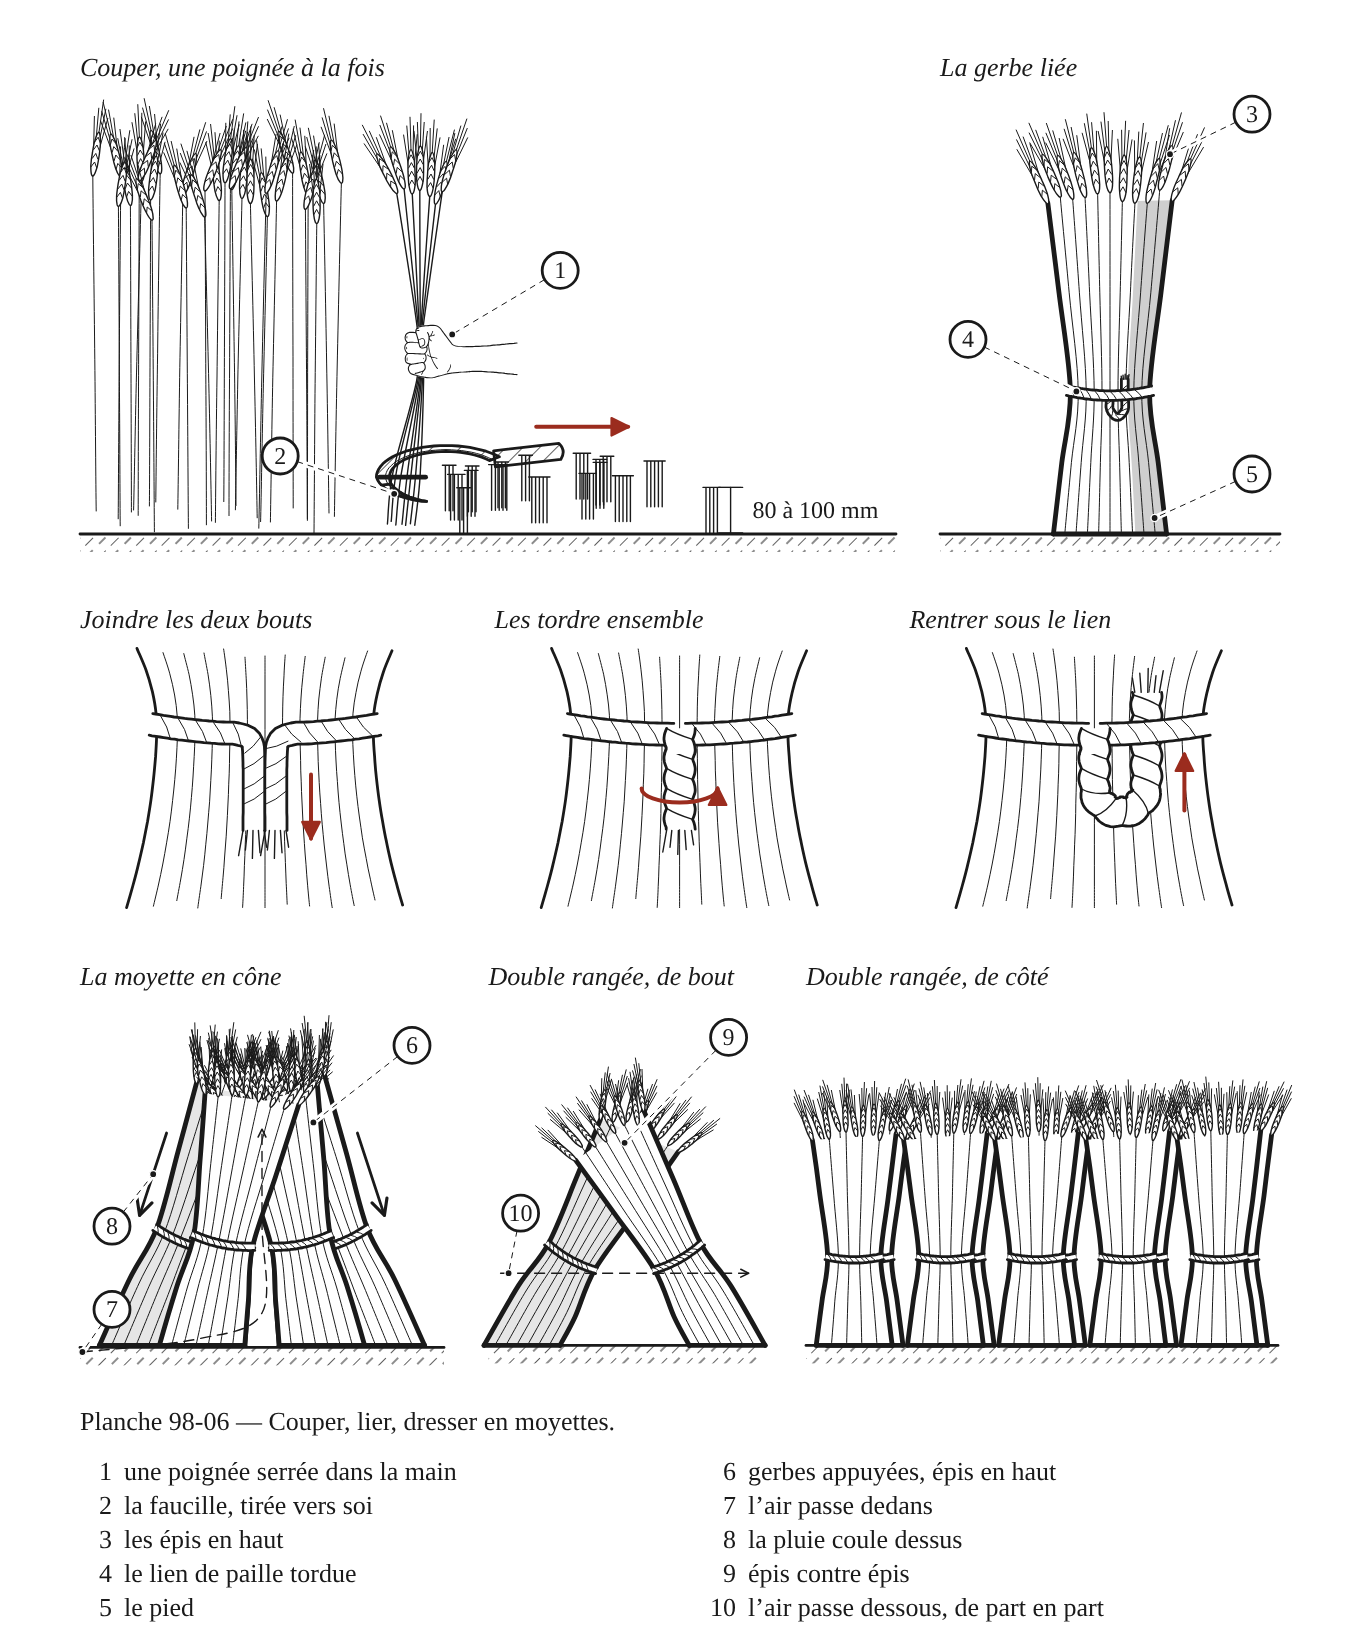 Couper, une poignée à la fois
La gerbe liée
3
1
4
2
5
80 à 100 mm
Joindre les deux bouts
Les tordre ensemble
Rentrer sous le lien
La moyette en cône
Double rangée, de bout
Double rangée, de côté
6
9
8
10
7
Planche 98-06 — Couper, lier, dresser en moyettes.
1 une poignée serrée dans la main
2 la faucille, tirée vers soi
3 les épis en haut
4 le lien de paille tordue
5 le pied
6 gerbes appuyées, épis en haut
7 l’air passe dedans
8 la pluie coule dessus
9 épis contre épis
10 l’air passe dessous, de part en part